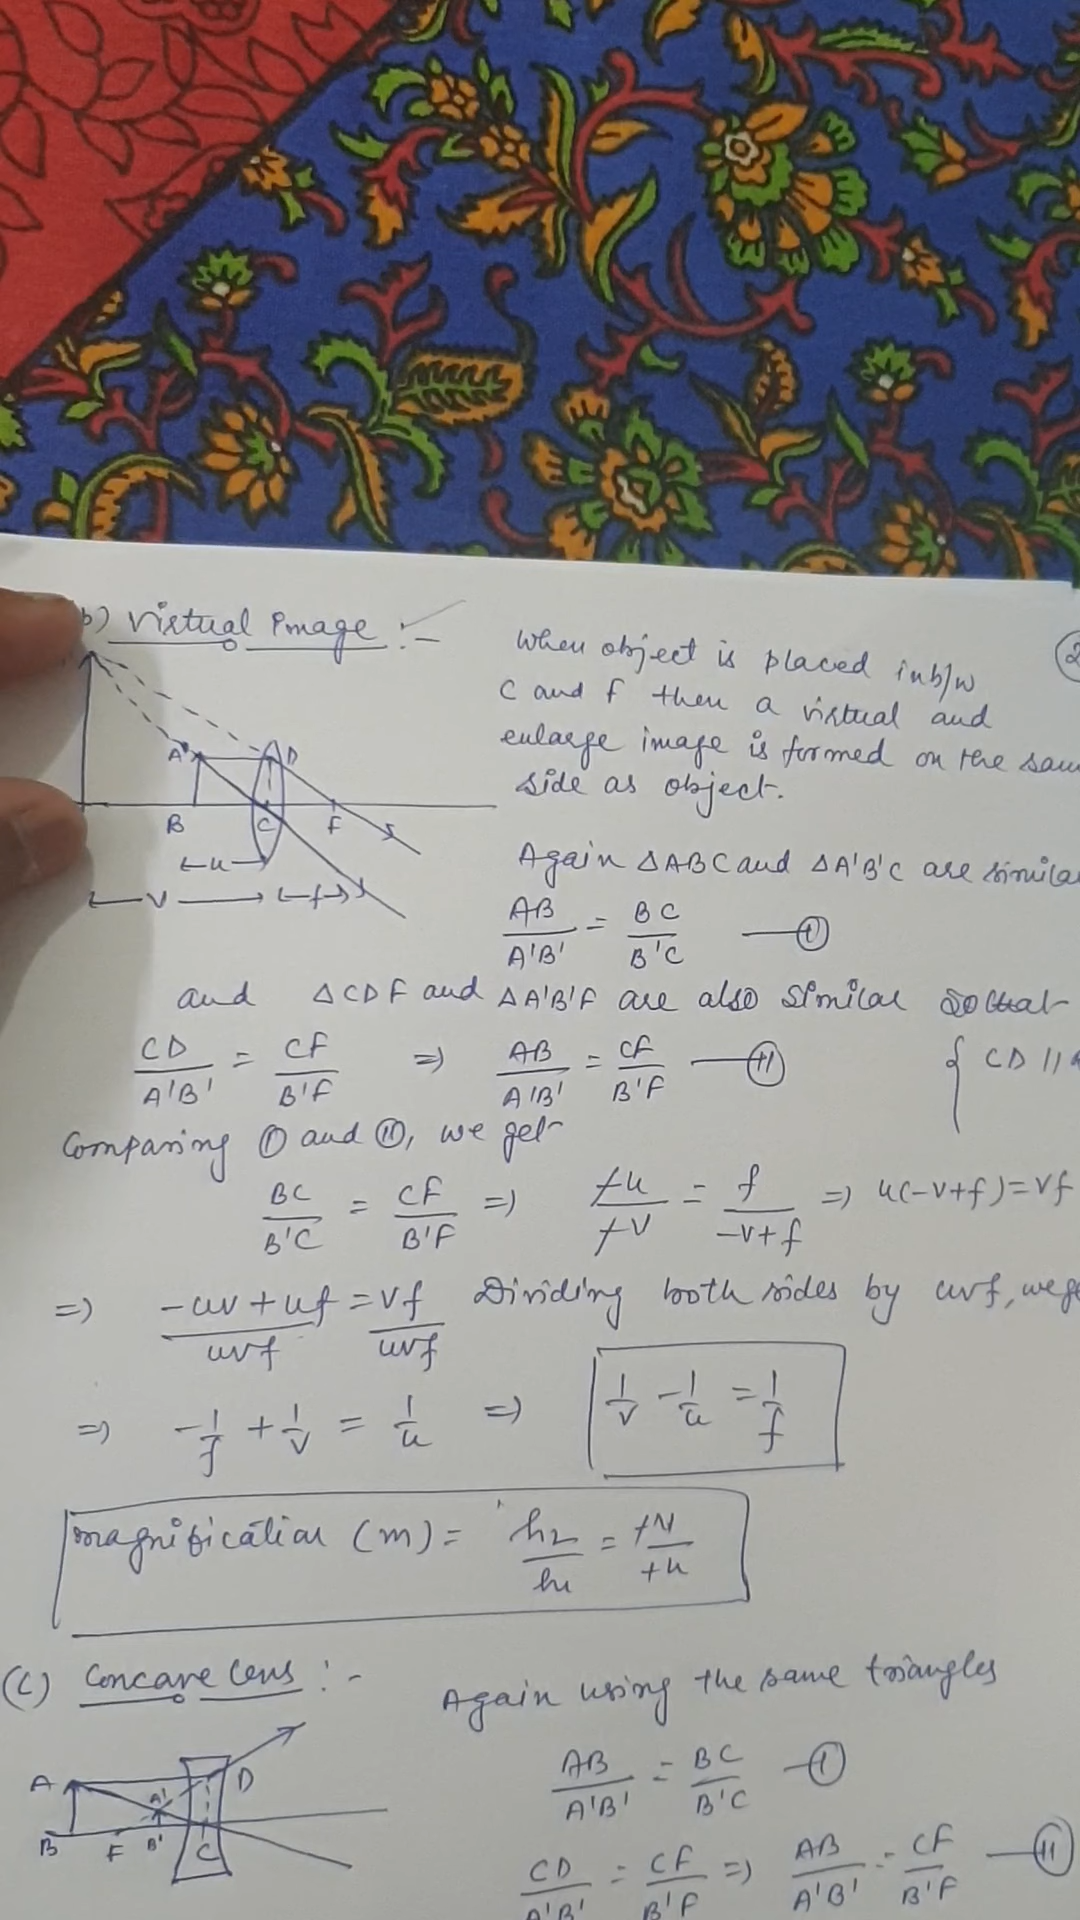 b) Virtual Image :-
When object is placed in b/w
C and F then a virtual and
enlarge image is formed on the sam
side as object.
A' D
B C F
u
v f
Again ΔABC and ΔA'B'C are simila
AB/A'B' = BC/B'C —(I)
and ΔCDF and ΔA'B'F are also similar so that
CD/A'B' = CF/B'F => AB/A'B' = CF/B'F —(II) { CD ||
Comparing (I) and (II), we get
BC/B'C = CF/B'F => +u/+v = f/-v+f => u(-v+f)=vf
=> -uv+uf/uvf = vf/uvf Dividing both sides by uvf, we ge
=> -1/f + 1/v = 1/u => 1/v - 1/u = 1/f
magnification (m) = h2/h1 = +v/+u
(C) Concave lens :-
Again using the same triangles
A A' D
B F B' C
AB/A'B' = BC/B'C —(I)
CD/A'B' = CF/B'F => AB/A'B' = CF/B'F —(II)